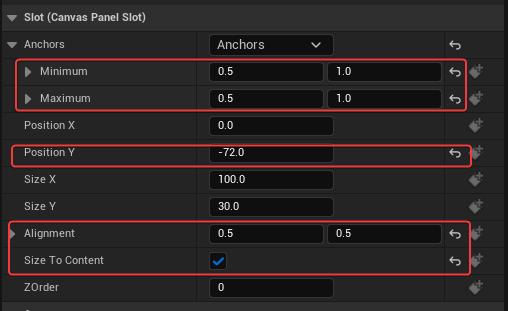 Slot (Canvas Panel Slot)
Anchors Anchors
Minimum 0.5 1.0
Maximum 0.5 1.0
Position X 0.0
Position Y -72.0
Size X 100.0
Size Y 30.0
Alignment 0.5 0.5
Size To Content
ZOrder 0